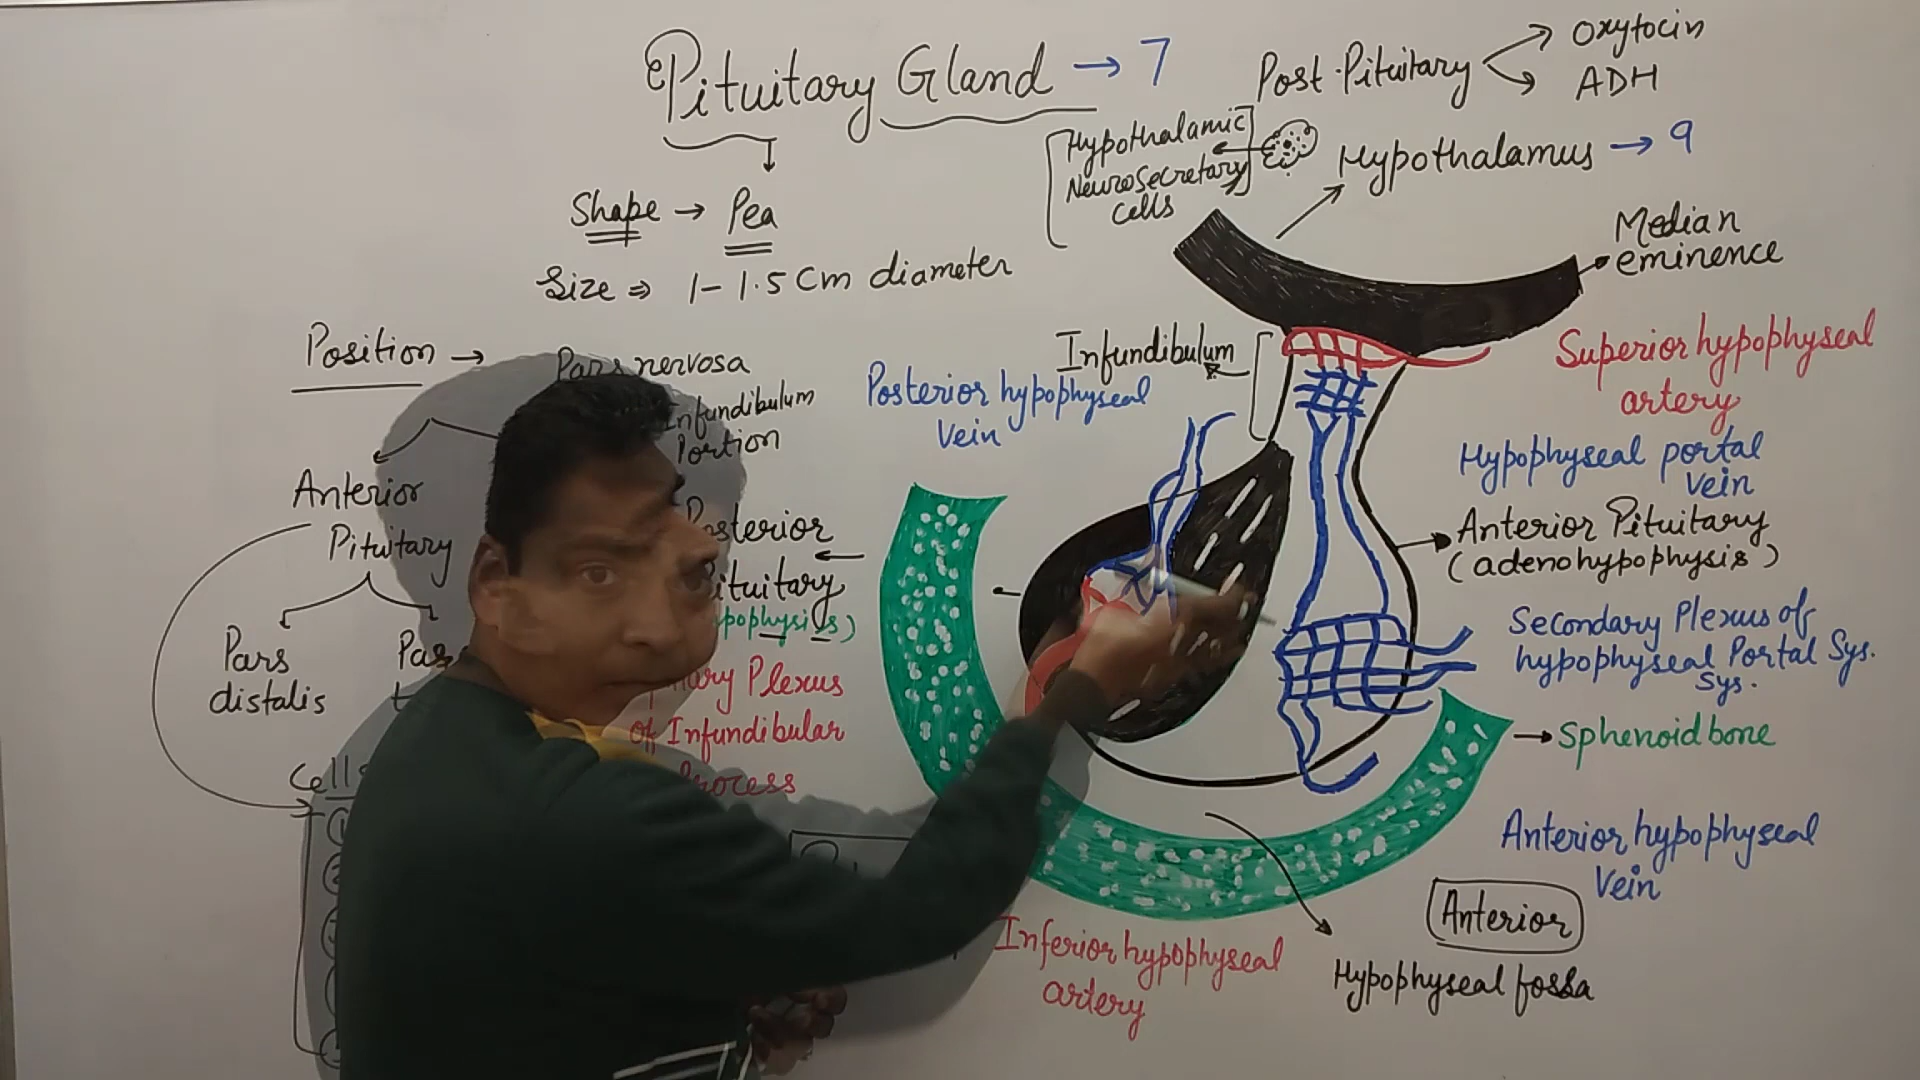 Pituitary Gland → 7
Post. Pituitary
Oxytocin
ADH
Hypothalamic
Neurosecretary
Cells
Hypothalamus → 9
Shape → Pea
Size ⇒ 1 - 1.5 Cm diameter
Median
eminence
Position →
Pars nervosa
Infundibulum
Portion
Infundibulum
Superior hypophyseal
artery
Posterior hypophyseal
Vein
Hypophyseal portal
vein
Anterior
Pituitary
Posterior
Pituitary
Anterior Pituitary
(adenohypophysis)
Pars
distalis
Secondary Plexus of
hypophyseal Portal Sys.
Sys.
Plexus
of Infundibular
Sphenoid bone
Anterior hypophyseal
Vein
Anterior
Inferior hypophyseal
artery
Hypophyseal fossa